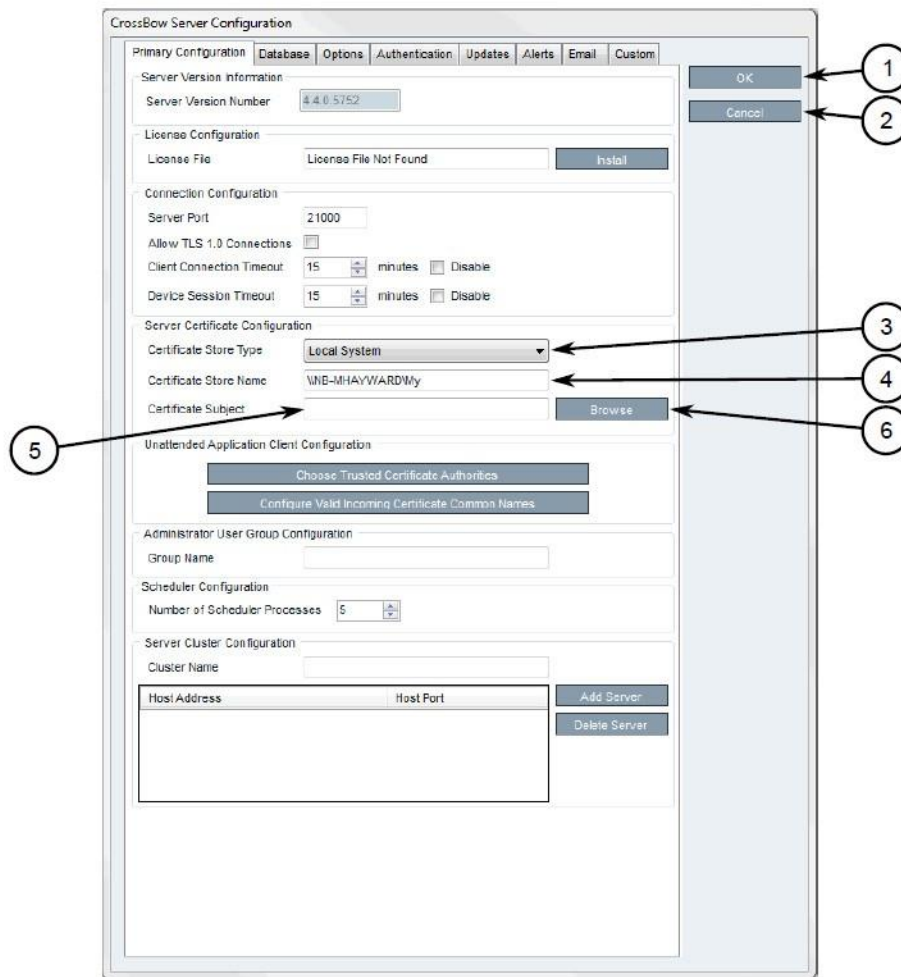 CrossBow Server Configuration
Primary Configuration Database Options Authentication Updates Alerts Email Custom
Server Version Information
Server Version Number 4.4.0.5752
OK
1
Cancel
2
License Configuration
License File License File Not Found Install
Connection Configuration
Server Port 21000
Allow TLS 1.0 Connections
Client Connection Timeout 15 minutes Disable
Device Session Timeout 15 minutes Disable
Server Certificate Configuration
Certificate Store Type Local System
3
Certificate Store Name \\NB-MHAYWARD\My
4
Certificate Subject Browse
5
6
Unattended Application Client Configuration
Choose Trusted Certificate Authorities
Configure Valid Incoming Certificate Common Names
Administrator User Group Configuration
Group Name
Scheduler Configuration
Number of Scheduler Processes 5
Server Cluster Configuration
Cluster Name
Host Address Host Port
Add Server
Delete Server